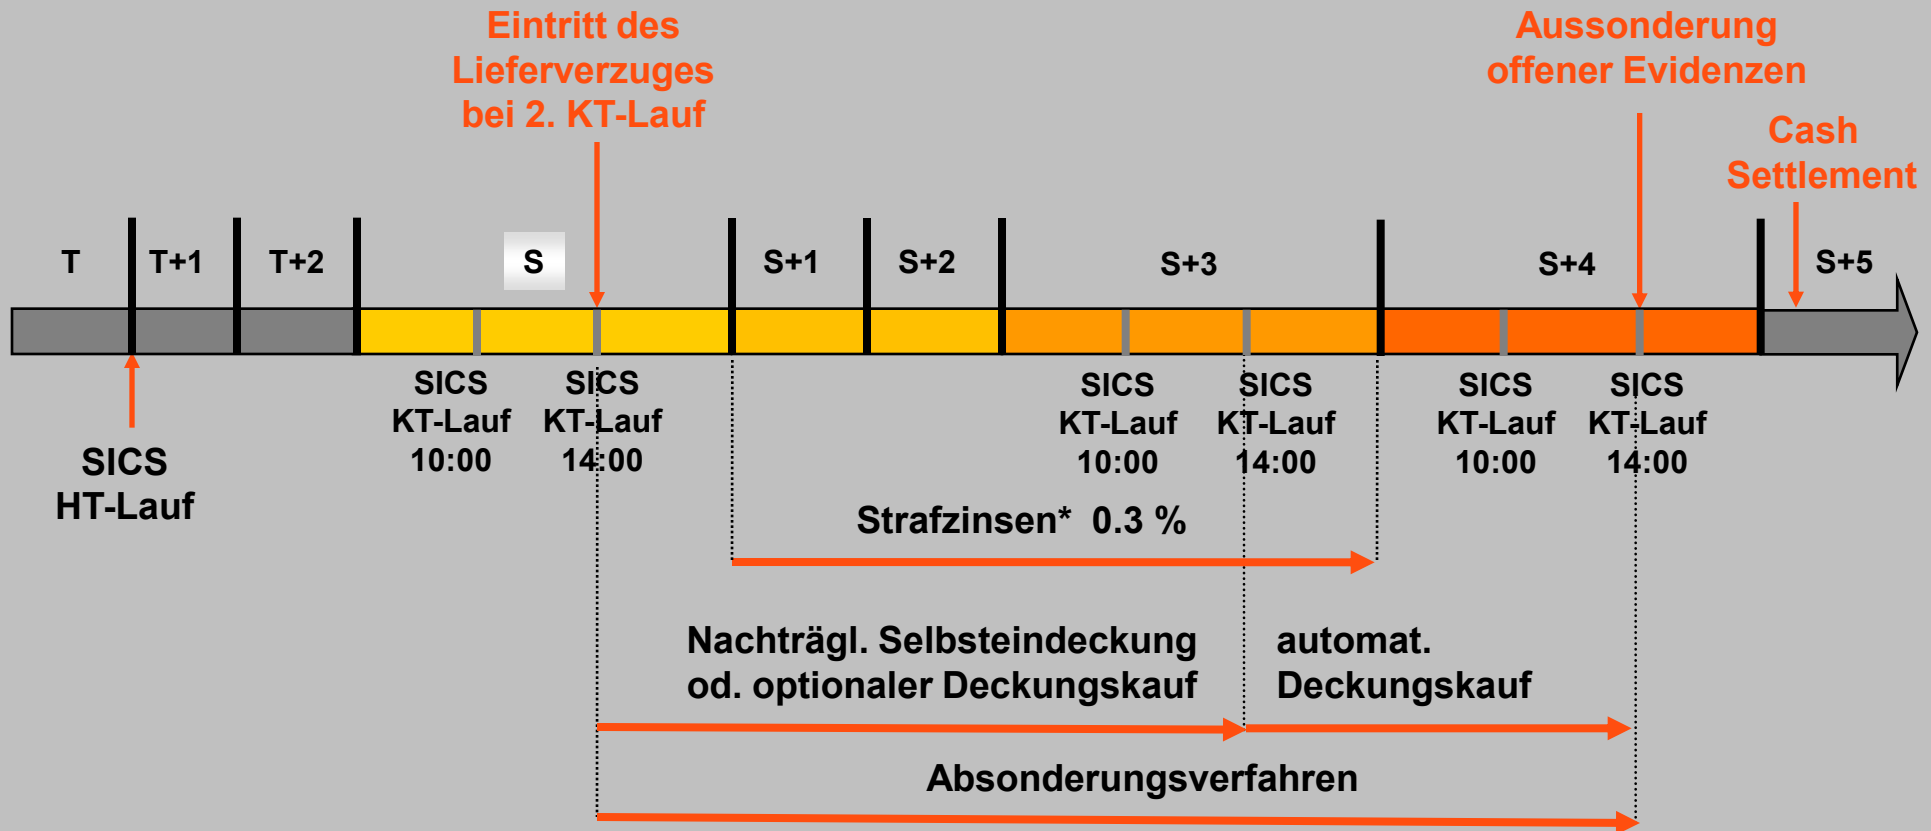 Eintritt des
Lieferverzuges
bei 2. KT-Lauf
Aussonderung
offener Evidenzen
Cash
Settlement
T
T+1
T+2
S
S+1
S+2
S+3
S+4
S+5
SICS
HT-Lauf
SICS
KT-Lauf
10:00
SICS
KT-Lauf
14:00
SICS
KT-Lauf
10:00
SICS
KT-Lauf
14:00
SICS
KT-Lauf
10:00
SICS
KT-Lauf
14:00
Strafzinsen* 0.3 %
Nachträgl. Selbsteindeckung
od. optionaler Deckungskauf
automat.
Deckungskauf
Absonderungsverfahren